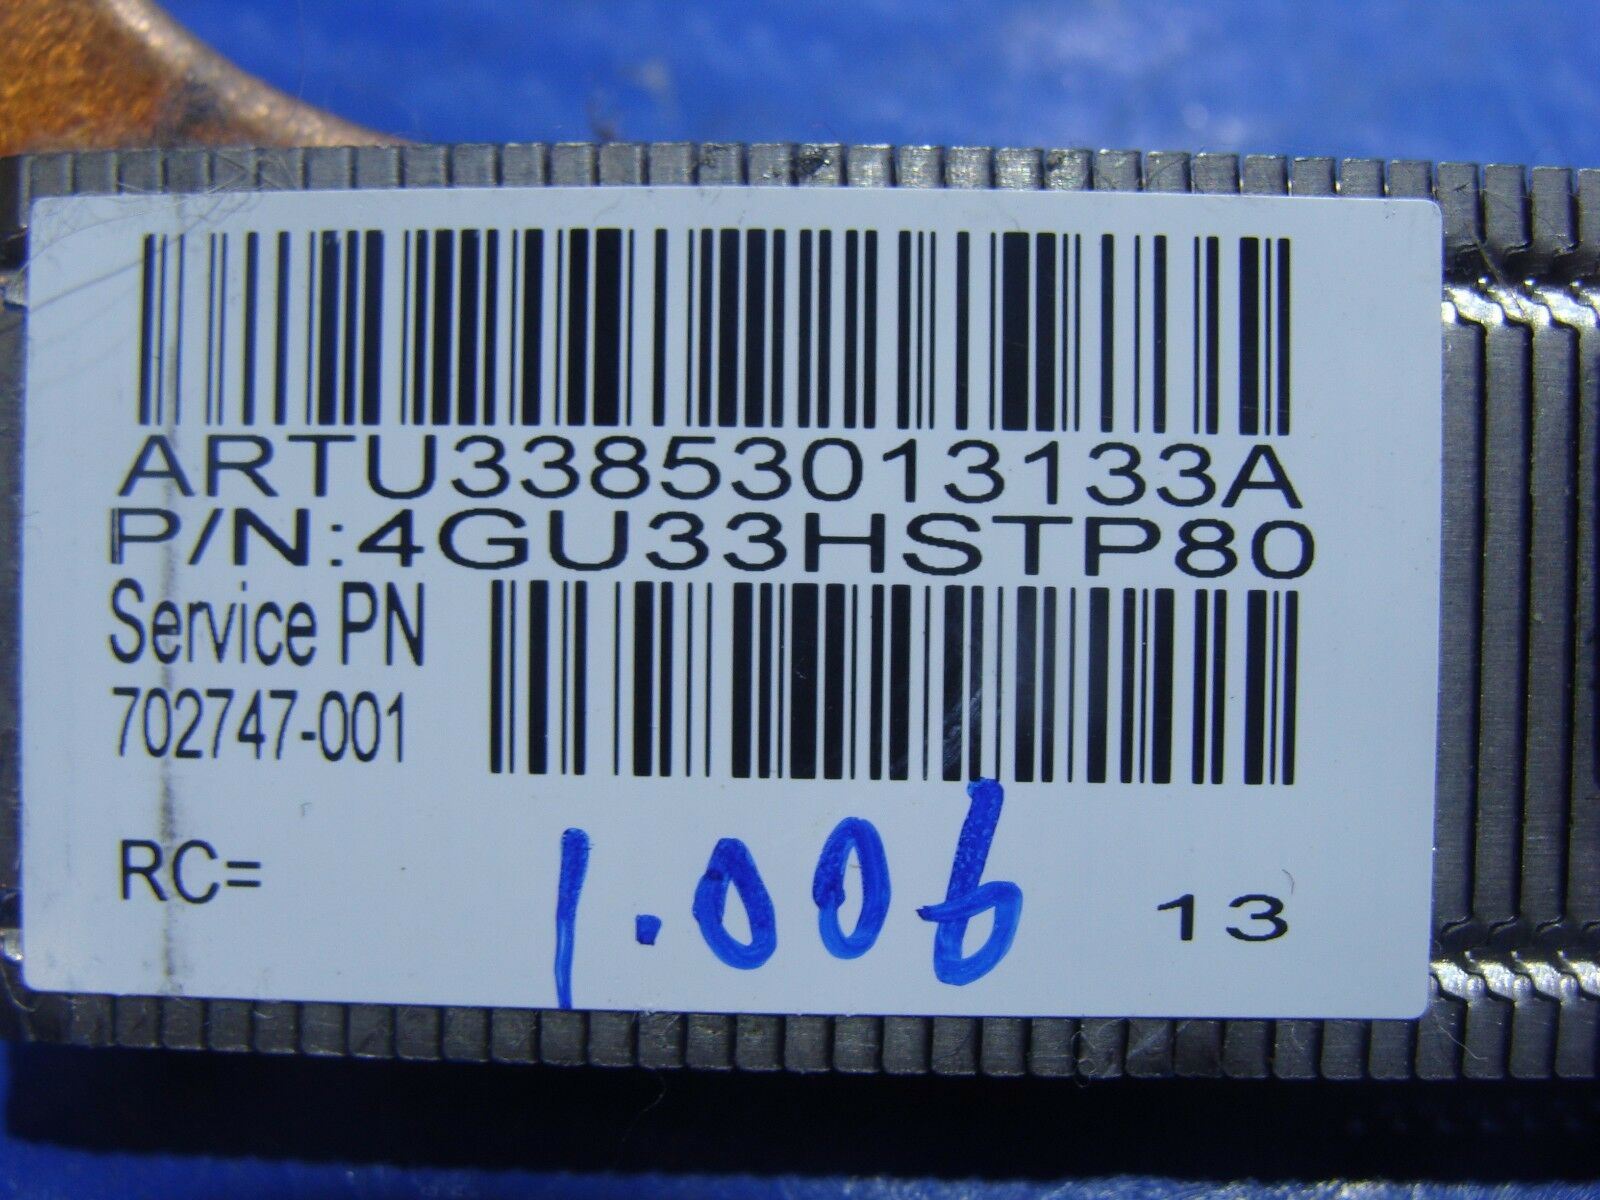 ARTU33853013133A
P/N:4GU33HSTP80
Service PN
702747-001
RC= 1.006 13